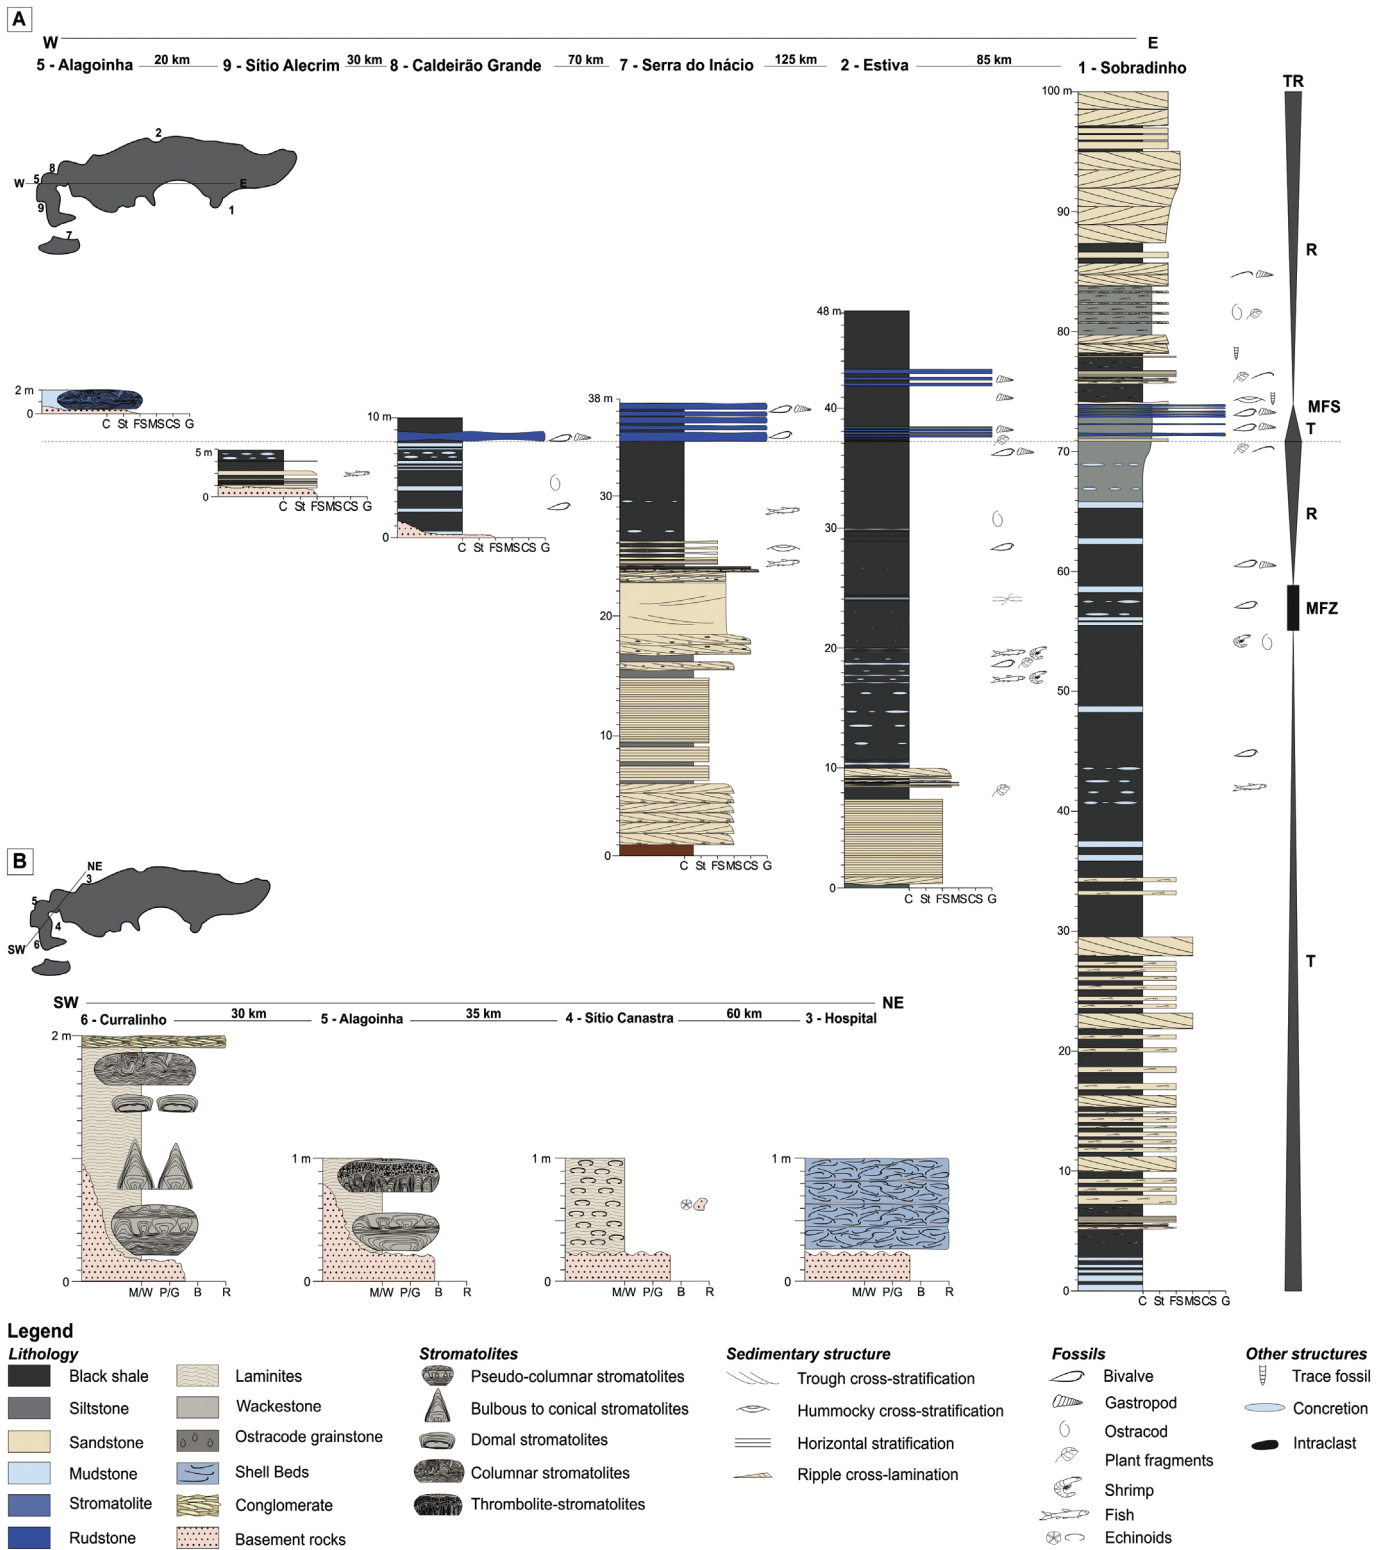 A
W E
5 - Alagoinha 20 km 9 - Sítio Alecrim 30 km 8 - Caldeirão Grande 70 km 7 - Serra do Inácio 125 km 2 - Estiva 85 km 1 - Sobradinho
TR
100 m
2
8
5
W E
9
1
7
90
R
80
48 m
40
MFS
T
2 m
0
C St FS MS CS G
10 m
0
C St FS MS CS G
38 m
5 m
0
C St FS MS CS G
70
30
30
R
60
MFZ
20
20
50
10
10
40
0
C St FS MS CS G
0
C St FS MS CS G
30
T
20
10
0
C St FS MS CS G
B
NE
3
5
4
SW
6
SW NE
6 - Curralinho 30 km 5 - Alagoinha 35 km 4 - Sítio Canastra 60 km 3 - Hospital
2 m
1 m
1 m
1 m
0
0
0
0
M/W P/G B R
M/W P/G B R
M/W P/G B R
M/W P/G B R
Legend
Lithology
Black shale
Siltstone
Sandstone
Mudstone
Stromatolite
Rudstone
Laminites
Wackestone
Ostracode grainstone
Shell Beds
Conglomerate
Basement rocks
Stromatolites
Pseudo-columnar stromatolites
Bulbous to conical stromatolites
Domal stromatolites
Columnar stromatolites
Thrombolite-stromatolites
Sedimentary structure
Trough cross-stratification
Hummocky cross-stratification
Horizontal stratification
Ripple cross-lamination
Fossils
Bivalve
Gastropod
Ostracod
Plant fragments
Shrimp
Fish
Echinoids
Other structures
Trace fossil
Concretion
Intraclast